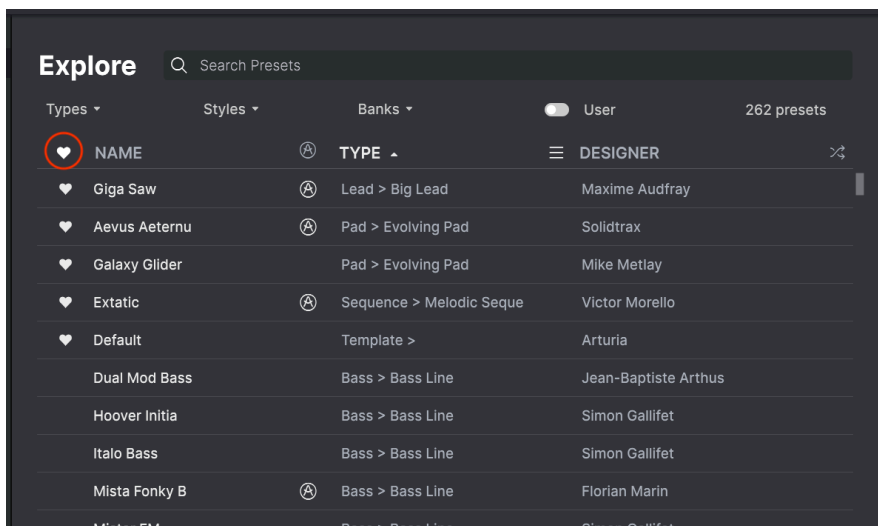 Explore Search Presets
Types Styles Banks User 262 presets
NAME TYPE DESIGNER
Giga Saw Lead > Big Lead Maxime Audfray
Aevus Aeternu Pad > Evolving Pad Solidtrax
Galaxy Glider Pad > Evolving Pad Mike Metlay
Extatic Sequence > Melodic Seque Victor Morello
Default Template > Arturia
Dual Mod Bass Bass > Bass Line Jean-Baptiste Arthus
Hoover Initia Bass > Bass Line Simon Gallifet
Italo Bass Bass > Bass Line Simon Gallifet
Mista Fonky B Bass > Bass Line Florian Marin